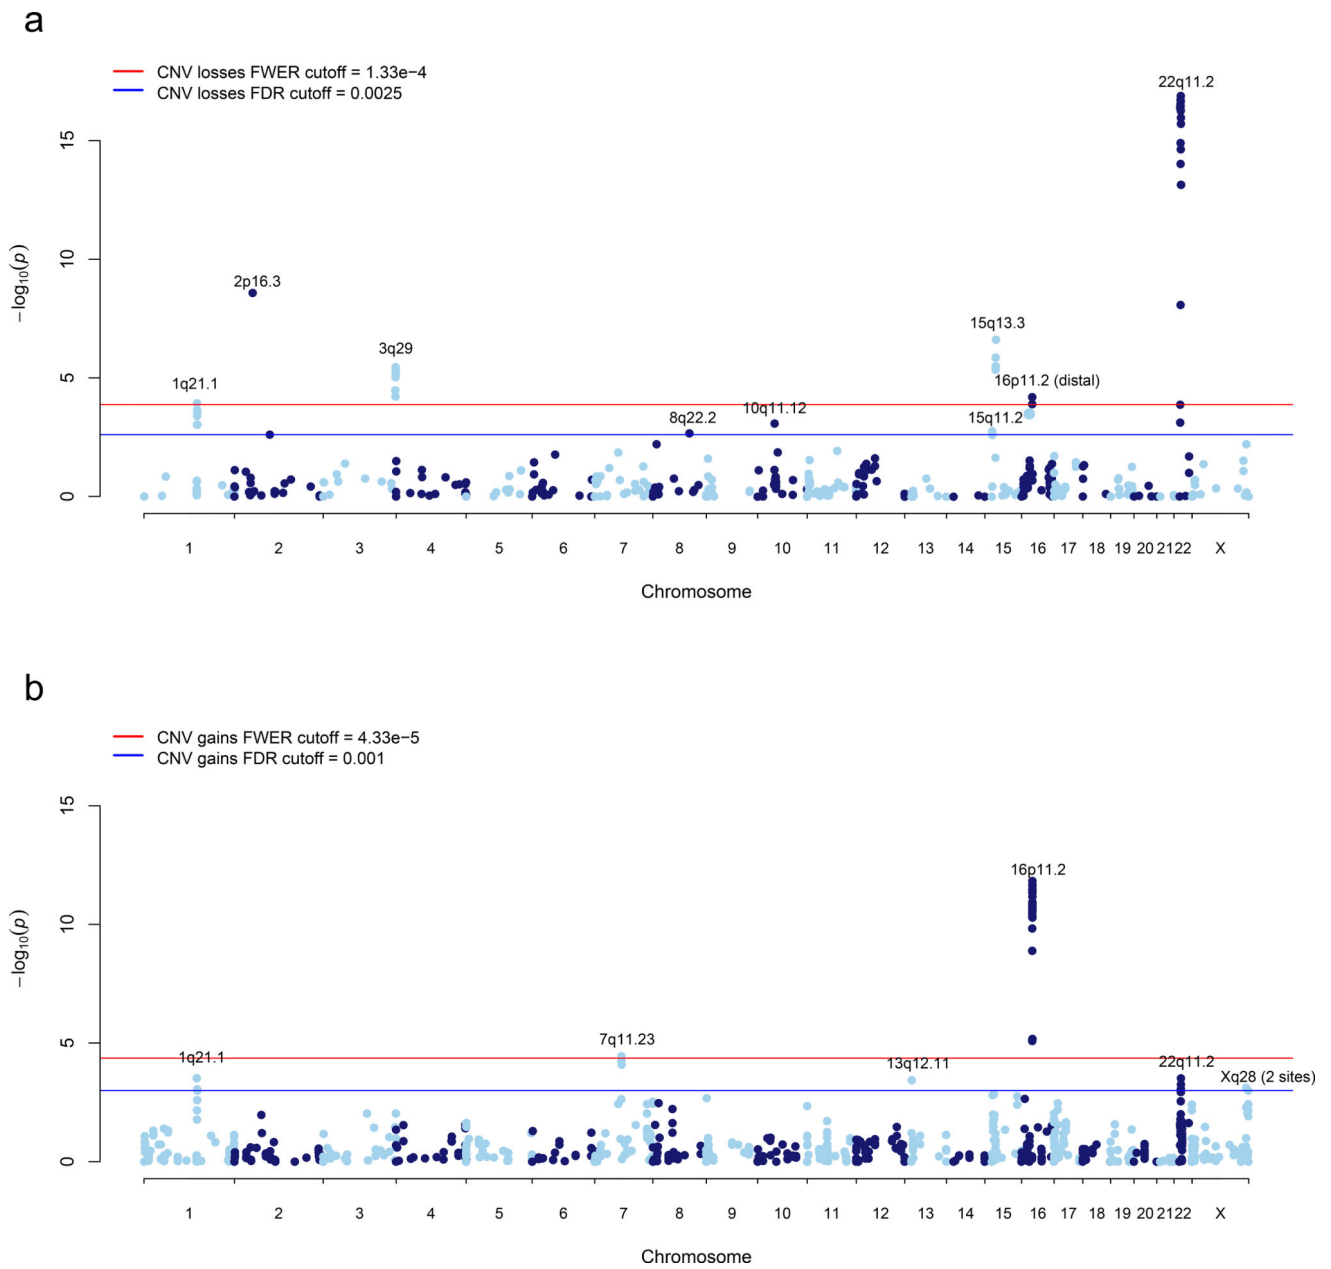 a
CNV losses FWER cutoff = 1.33e−4
CNV losses FDR cutoff = 0.0025
22q11.2
15
−log10(p)
10
2p16.3
15q13.3
3q29
5
1q21.1
16p11.2 (distal)
10q11.12
8q22.2
15q11.2
0
1 2 3 4 5 6 7 8 9 10 11 12 13 14 15 16 17 18 19 20 21 22 X
Chromosome
b
CNV gains FWER cutoff = 4.33e−5
CNV gains FDR cutoff = 0.001
15
16p11.2
−log10(p)
10
5
7q11.23
1q21.1
13q12.11
22q11.2
Xq28 (2 sites)
0
1 2 3 4 5 6 7 8 9 10 11 12 13 14 15 16 17 18 19 20 21 22 X
Chromosome